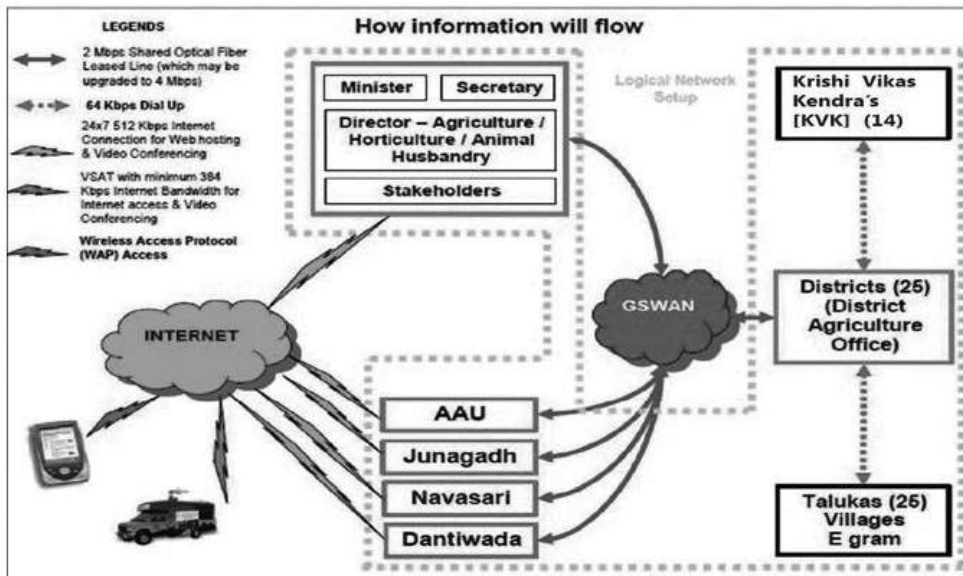 How information will flow
LEGENDS
2 Mbps Shared Optical Fiber
Leased Line (which may be
upgraded to 4 Mbps)
64 Kbps Dial Up
24x7 512 Kbps Internet
Connection for Web hosting
& Video Conferencing
VSAT with minimum 384
Kbps Internet Bandwidth for
Internet access & Video
Conferencing
Wireless Access Protocol
(WAP) Access
Minister
Secretary
Director – Agriculture /
Horticulture / Animal
Husbandry
Stakeholders
Logical Network
Setup
Krishi Vikas
Kendra's
[KVK] (14)
INTERNET
GSWAN
Districts (25)
(District
Agriculture
Office)
AAU
Junagadh
Navasari
Dantiwada
Talukas (25)
Villages
E gram